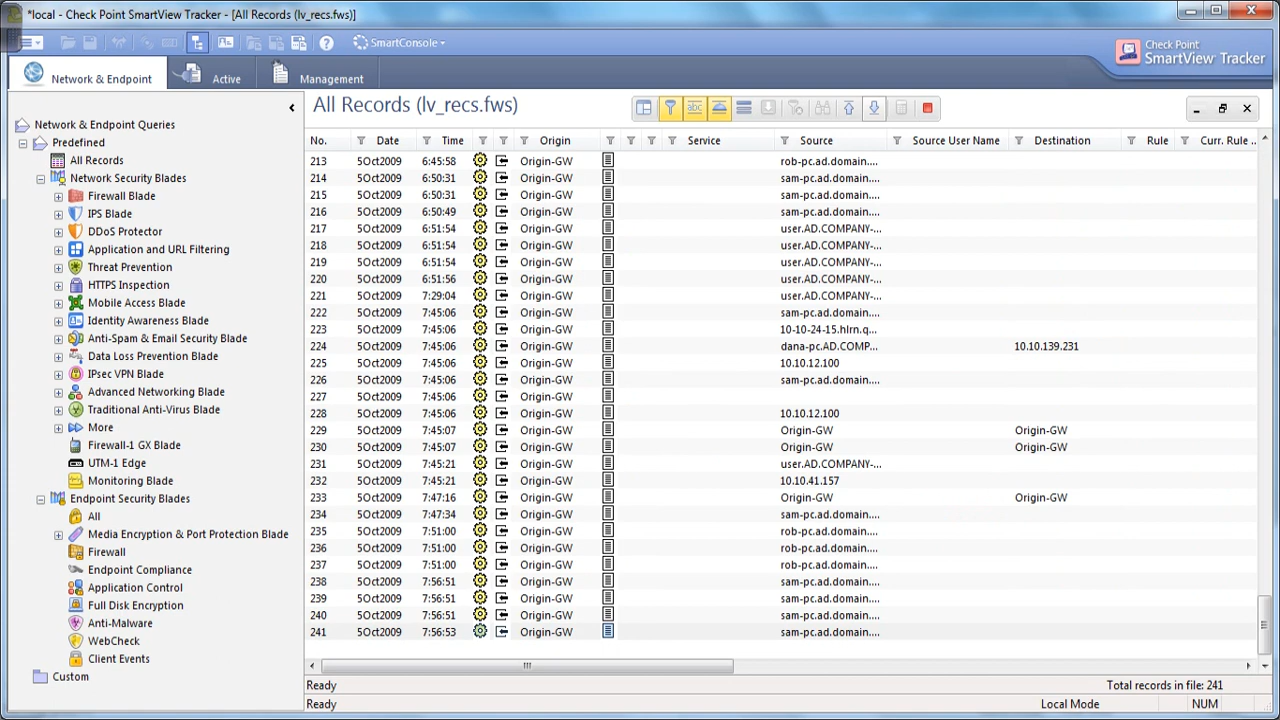 *local - Check Point SmartView Tracker - [All Records (lv_recs.fws)]
SmartConsole
Check Point
SmartView Tracker
Network & Endpoint
Active
Management
Network & Endpoint Queries
Predefined
All Records
Network Security Blades
Firewall Blade
IPS Blade
DDoS Protector
Application and URL Filtering
Threat Prevention
HTTPS Inspection
Mobile Access Blade
Identity Awareness Blade
Anti-Spam & Email Security Blade
Data Loss Prevention Blade
IPsec VPN Blade
Advanced Networking Blade
Traditional Anti-Virus Blade
More
Firewall-1 GX Blade
UTM-1 Edge
Monitoring Blade
Endpoint Security Blades
All
Media Encryption & Port Protection Blade
Firewall
Endpoint Compliance
Application Control
Full Disk Encryption
Anti-Malware
WebCheck
Client Events
Custom
All Records (lv_recs.fws)
abc
No. Date Time Origin Service Source Source User Name Destination Rule Curr. Rule ..
213 5Oct2009 6:45:58 Origin-GW rob-pc.ad.domain....
214 5Oct2009 6:50:31 Origin-GW sam-pc.ad.domain....
215 5Oct2009 6:50:31 Origin-GW sam-pc.ad.domain....
216 5Oct2009 6:50:49 Origin-GW sam-pc.ad.domain....
217 5Oct2009 6:51:54 Origin-GW user.AD.COMPANY-...
218 5Oct2009 6:51:54 Origin-GW user.AD.COMPANY-...
219 5Oct2009 6:51:54 Origin-GW user.AD.COMPANY-...
220 5Oct2009 6:51:56 Origin-GW user.AD.COMPANY-...
221 5Oct2009 7:29:04 Origin-GW user.AD.COMPANY-...
222 5Oct2009 7:45:06 Origin-GW sam-pc.ad.domain....
223 5Oct2009 7:45:06 Origin-GW 10-10-24-15.hlrn.q...
224 5Oct2009 7:45:06 Origin-GW dana-pc.AD.COMP... 10.10.139.231
225 5Oct2009 7:45:06 Origin-GW 10.10.12.100
226 5Oct2009 7:45:06 Origin-GW sam-pc.ad.domain....
227 5Oct2009 7:45:06 Origin-GW
228 5Oct2009 7:45:06 Origin-GW 10.10.12.100
229 5Oct2009 7:45:07 Origin-GW Origin-GW Origin-GW
230 5Oct2009 7:45:07 Origin-GW Origin-GW Origin-GW
231 5Oct2009 7:45:21 Origin-GW user.AD.COMPANY-...
232 5Oct2009 7:45:21 Origin-GW 10.10.41.157
233 5Oct2009 7:47:16 Origin-GW Origin-GW Origin-GW
234 5Oct2009 7:47:34 Origin-GW sam-pc.ad.domain....
235 5Oct2009 7:51:00 Origin-GW rob-pc.ad.domain....
236 5Oct2009 7:51:00 Origin-GW rob-pc.ad.domain....
237 5Oct2009 7:51:00 Origin-GW rob-pc.ad.domain....
238 5Oct2009 7:56:51 Origin-GW sam-pc.ad.domain....
239 5Oct2009 7:56:51 Origin-GW sam-pc.ad.domain....
240 5Oct2009 7:56:51 Origin-GW sam-pc.ad.domain....
241 5Oct2009 7:56:53 Origin-GW sam-pc.ad.domain....
Ready Total records in file: 241
Ready Local Mode NUM